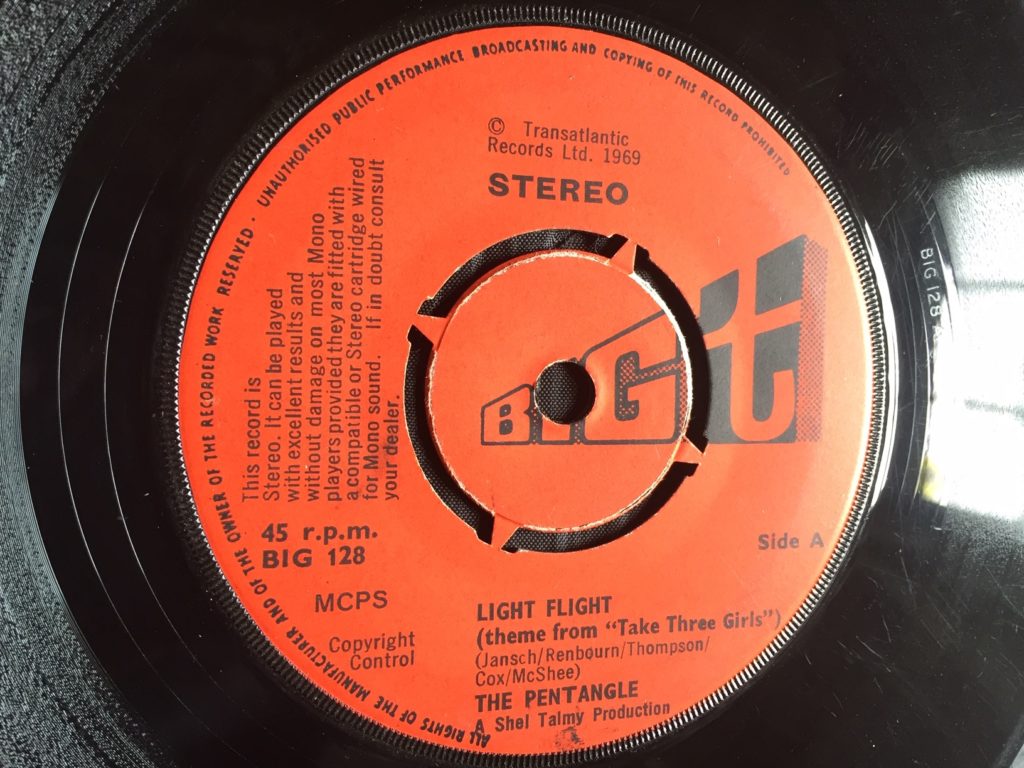 ALL RIGHTS OF THE MANUFACTURER AND OF THE OWNER OF THE RECORDED WORK RESERVED · UNAUTHORISED PUBLIC PERFORMANCE BROADCASTING AND COPYING OF THIS RECORD PROHIBITED
© Transatlantic
Records Ltd. 1969
STEREO
This record is
Stereo. It can be played
with excellent results and
without damage on most Mono
players provided they are fitted with
a compatible or Stereo cartridge wired
for Mono sound. If in doubt consult
your dealer.
BIG t
45 r.p.m.
BIG 128
Side A
MCPS
Copyright
Control
LIGHT FLIGHT
(theme from “Take Three Girls”)
(Jansch/Renbourn/Thompson/
Cox/McShee)
THE PENTANGLE
A Shel Talmy Production
BIG 128